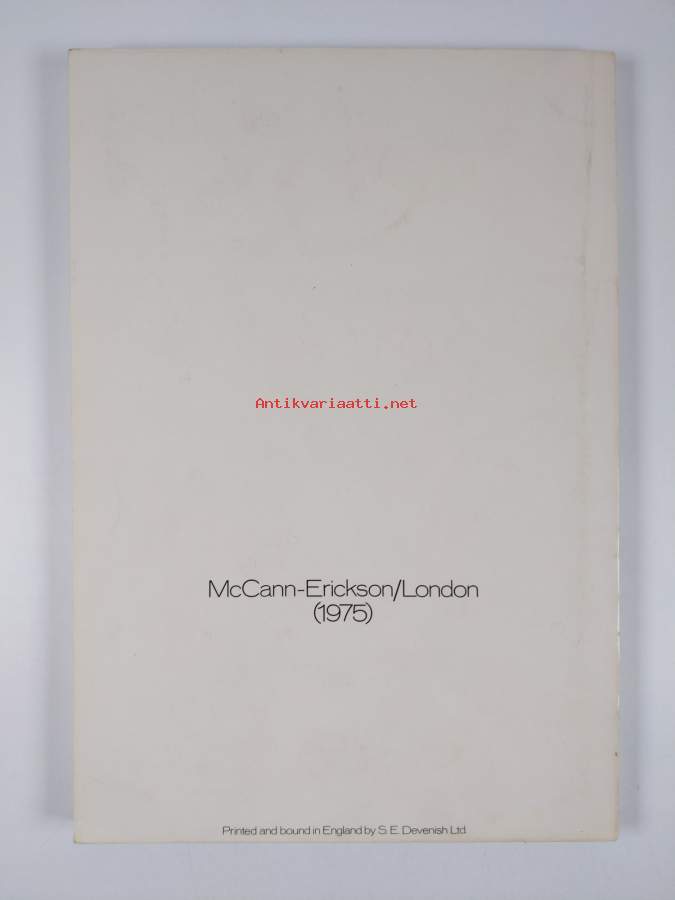 Antikvariaatti.net
McCann-Erickson/London
(1975)
Printed and bound in England by S. E. Devenish Ltd.